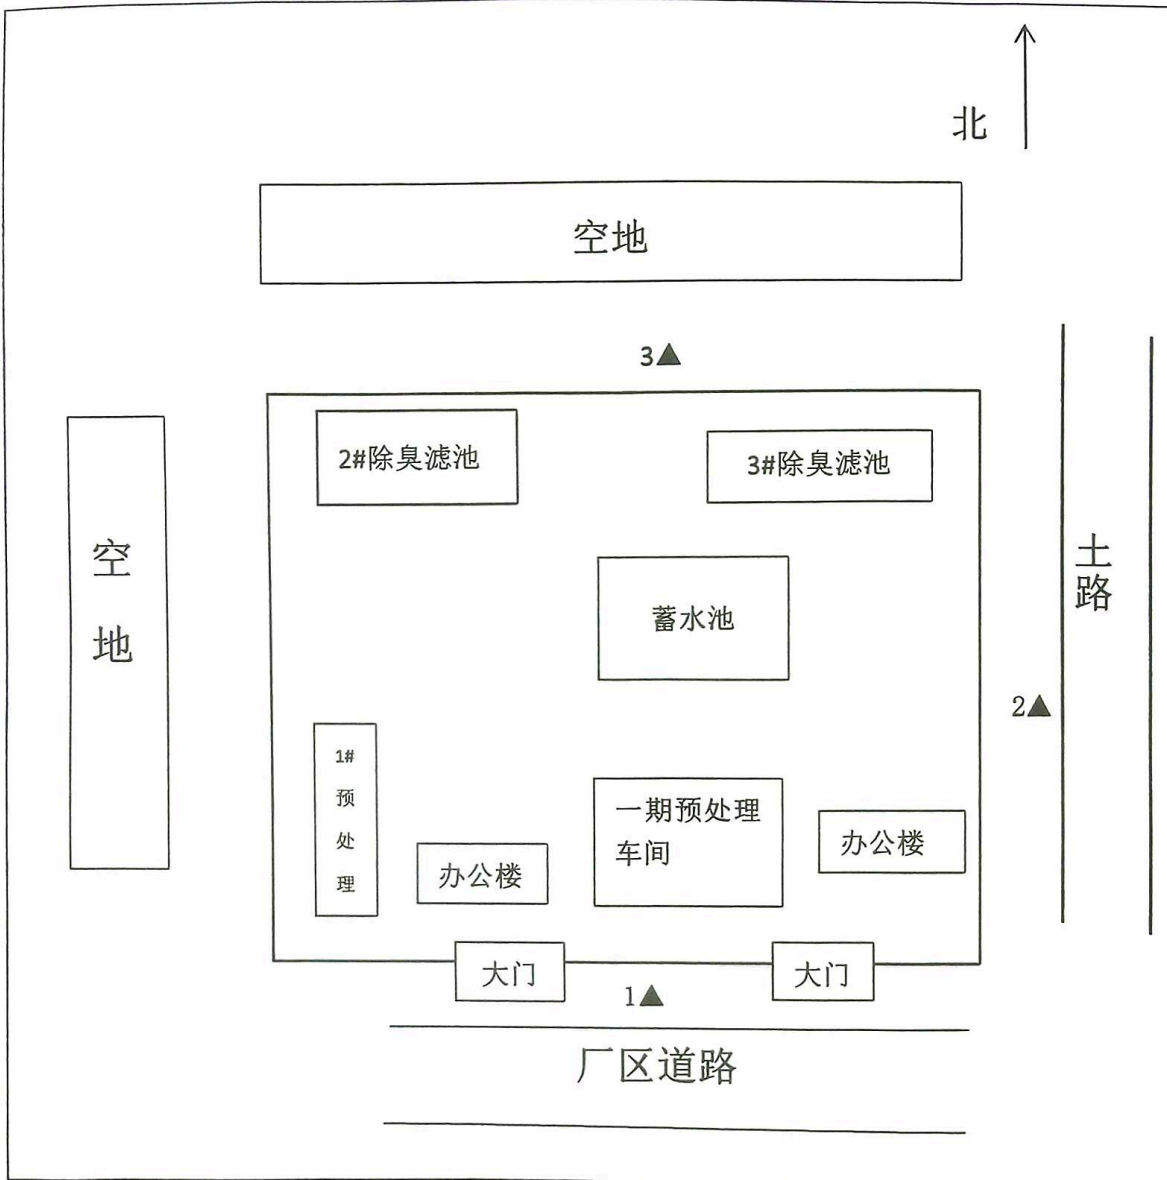 北
空地
3▲
2#除臭滤池
3#除臭滤池
空
地
土
路
蓄水池
2▲
1#
预
处
理
一期预处理
车间
办公楼
办公楼
大门
大门
1▲
厂区道路